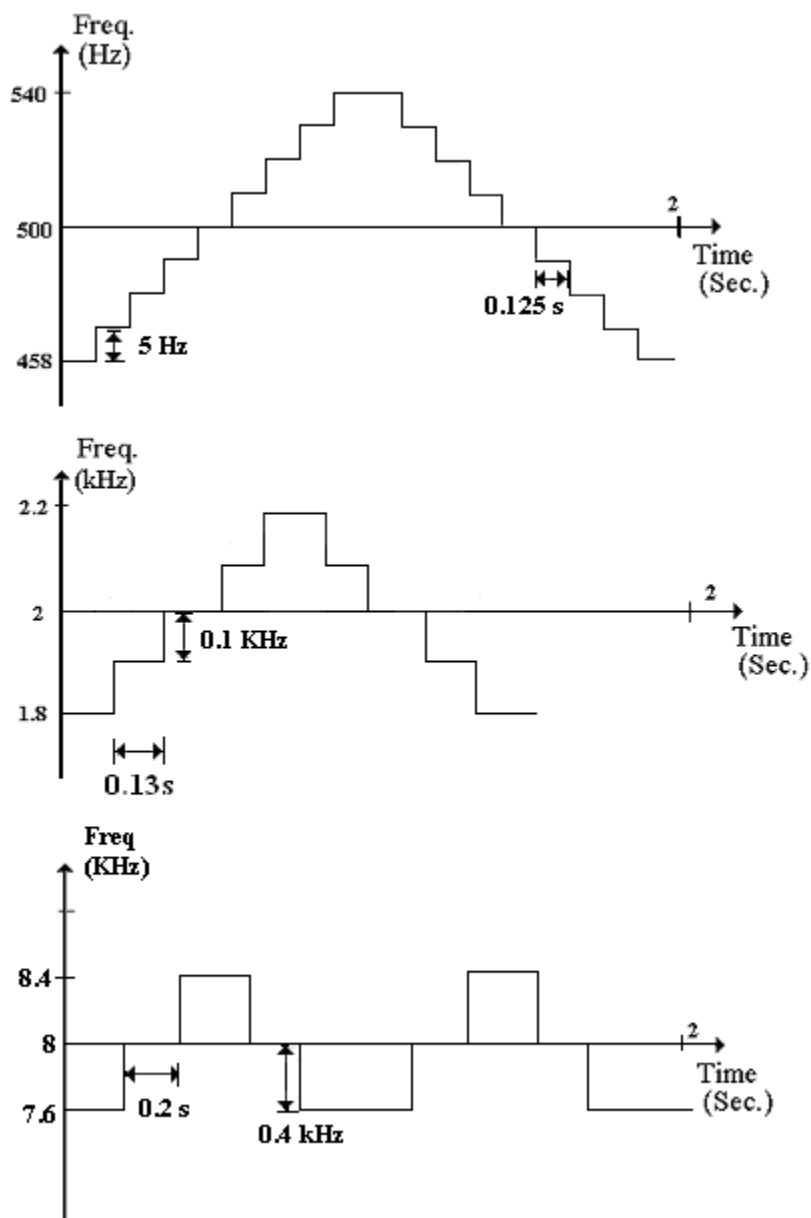 Freq.
(Hz)
540
2
500
Time
(Sec.)
0.125 s
5 Hz
458
Freq.
(kHz)
2.2
2
2
0.1 KHz
Time
(Sec.)
1.8
0.13s
Freq
(KHz)
8.4
2
8
Time
(Sec.)
0.2 s
7.6
0.4 kHz